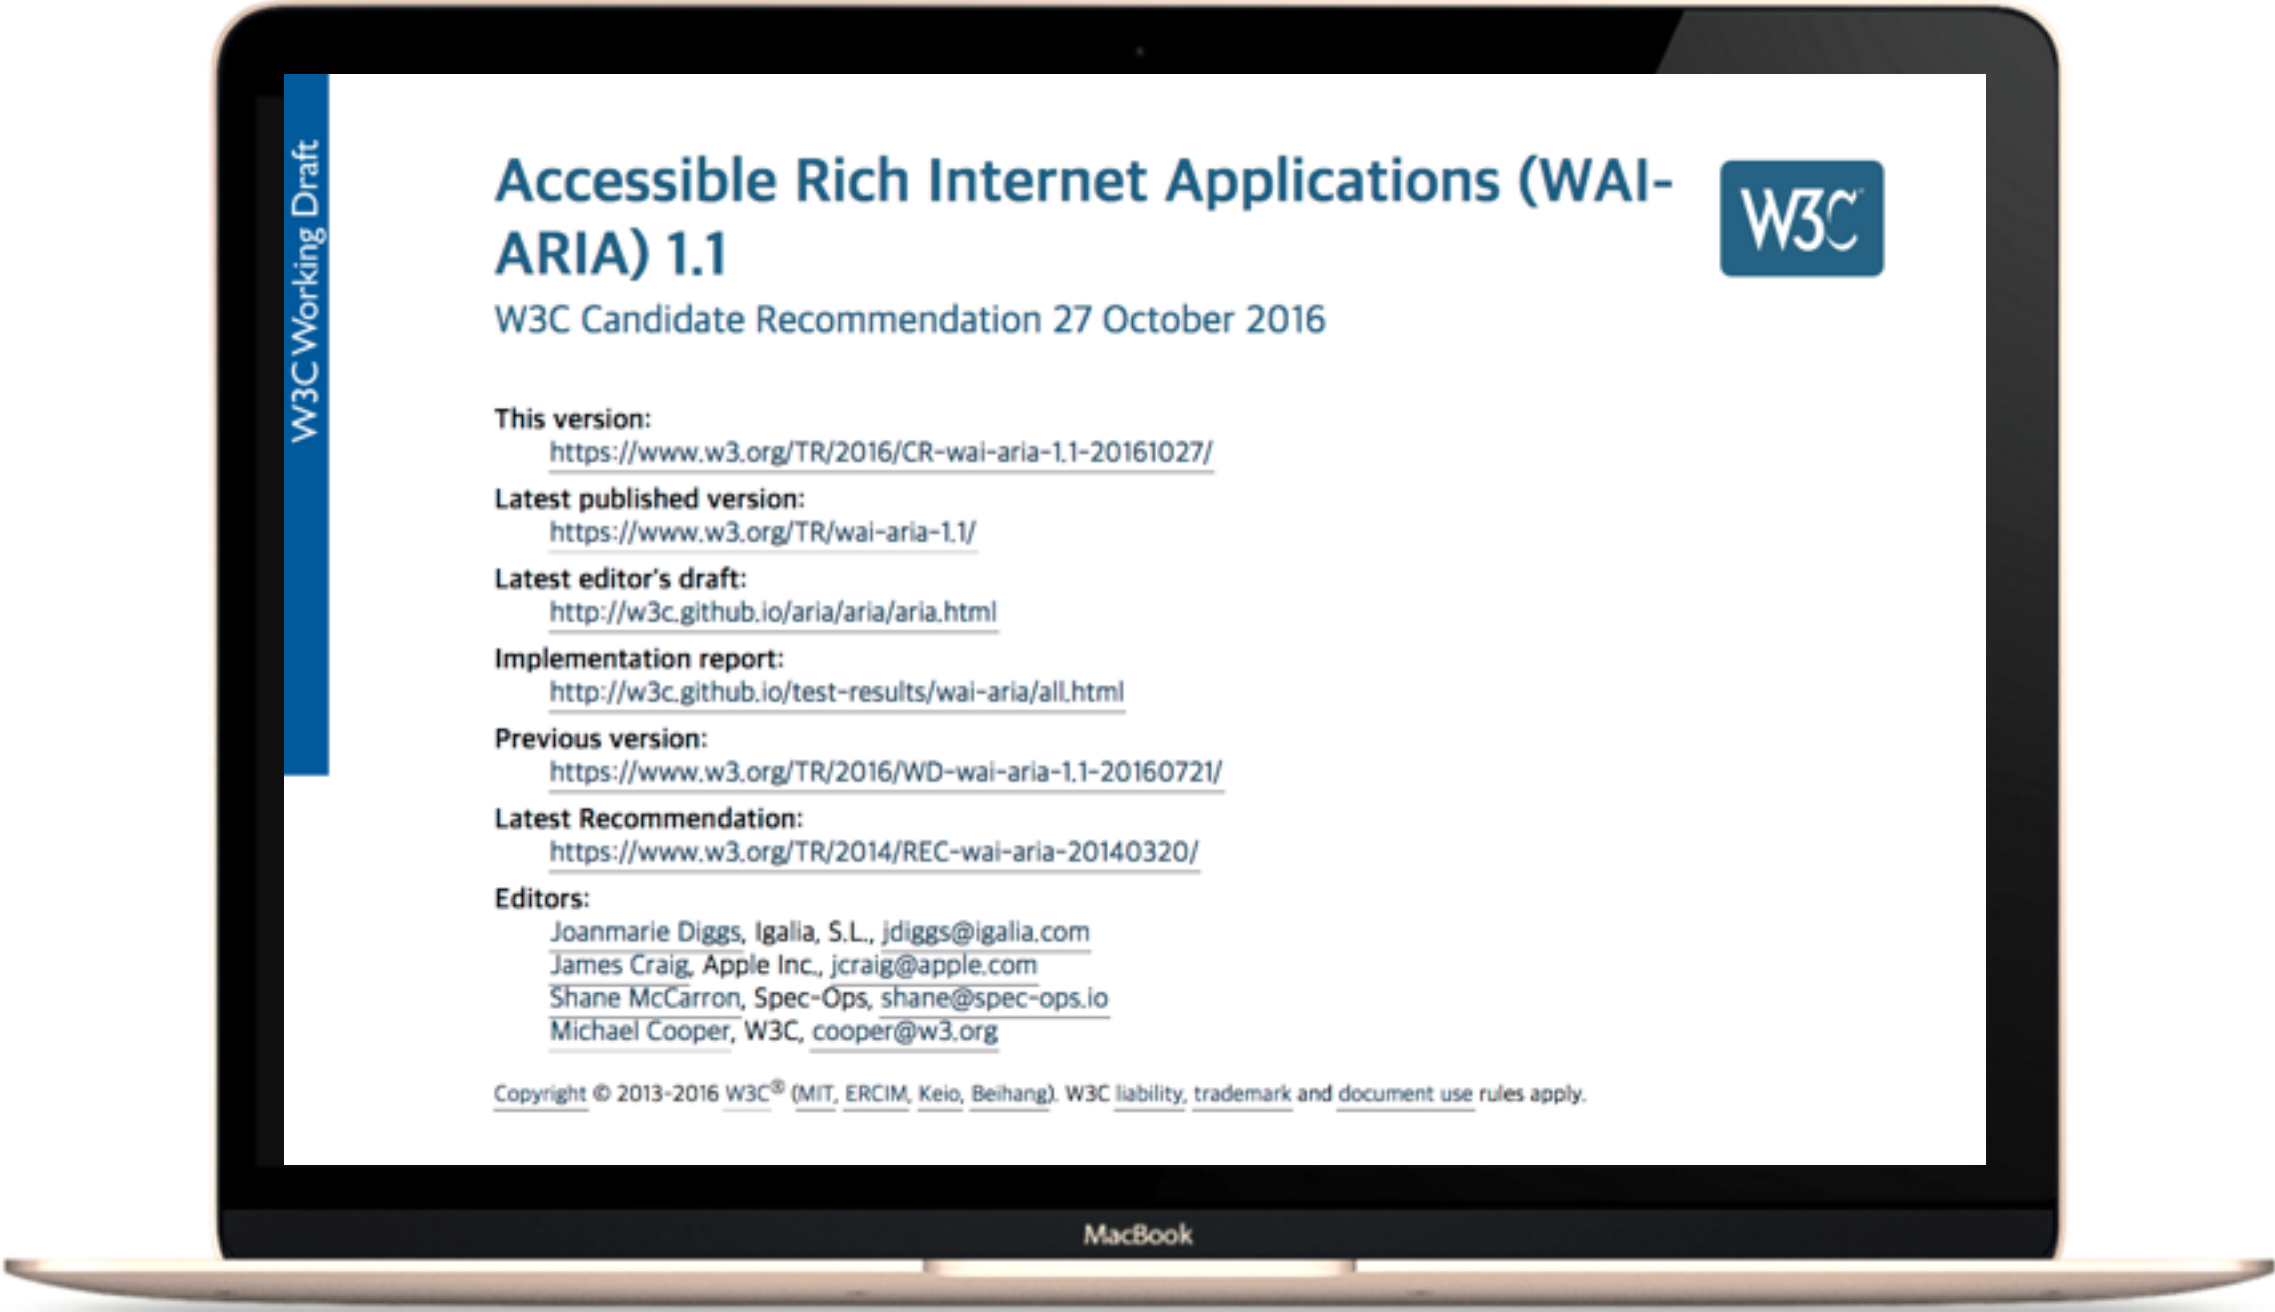 W3C Working Draft
Accessible Rich Internet Applications (WAI-
ARIA) 1.1
W3C
W3C Candidate Recommendation 27 October 2016
This version:
https://www.w3.org/TR/2016/CR-wai-aria-1.1-20161027/
Latest published version:
https://www.w3.org/TR/wai-aria-1.1/
Latest editor's draft:
http://w3c.github.io/aria/aria/aria.html
Implementation report:
http://w3c.github.io/test-results/wai-aria/all.html
Previous version:
https://www.w3.org/TR/2016/WD-wai-aria-1.1-20160721/
Latest Recommendation:
https://www.w3.org/TR/2014/REC-wai-aria-20140320/
Editors:
Joanmarie Diggs, Igalia, S.L., jdiggs@igalia.com
James Craig, Apple Inc., jcraig@apple.com
Shane McCarron, Spec-Ops, shane@spec-ops.io
Michael Cooper, W3C, cooper@w3.org
Copyright © 2013-2016 W3C® (MIT, ERCIM, Keio, Beihang). W3C liability, trademark and document use rules apply.
MacBook